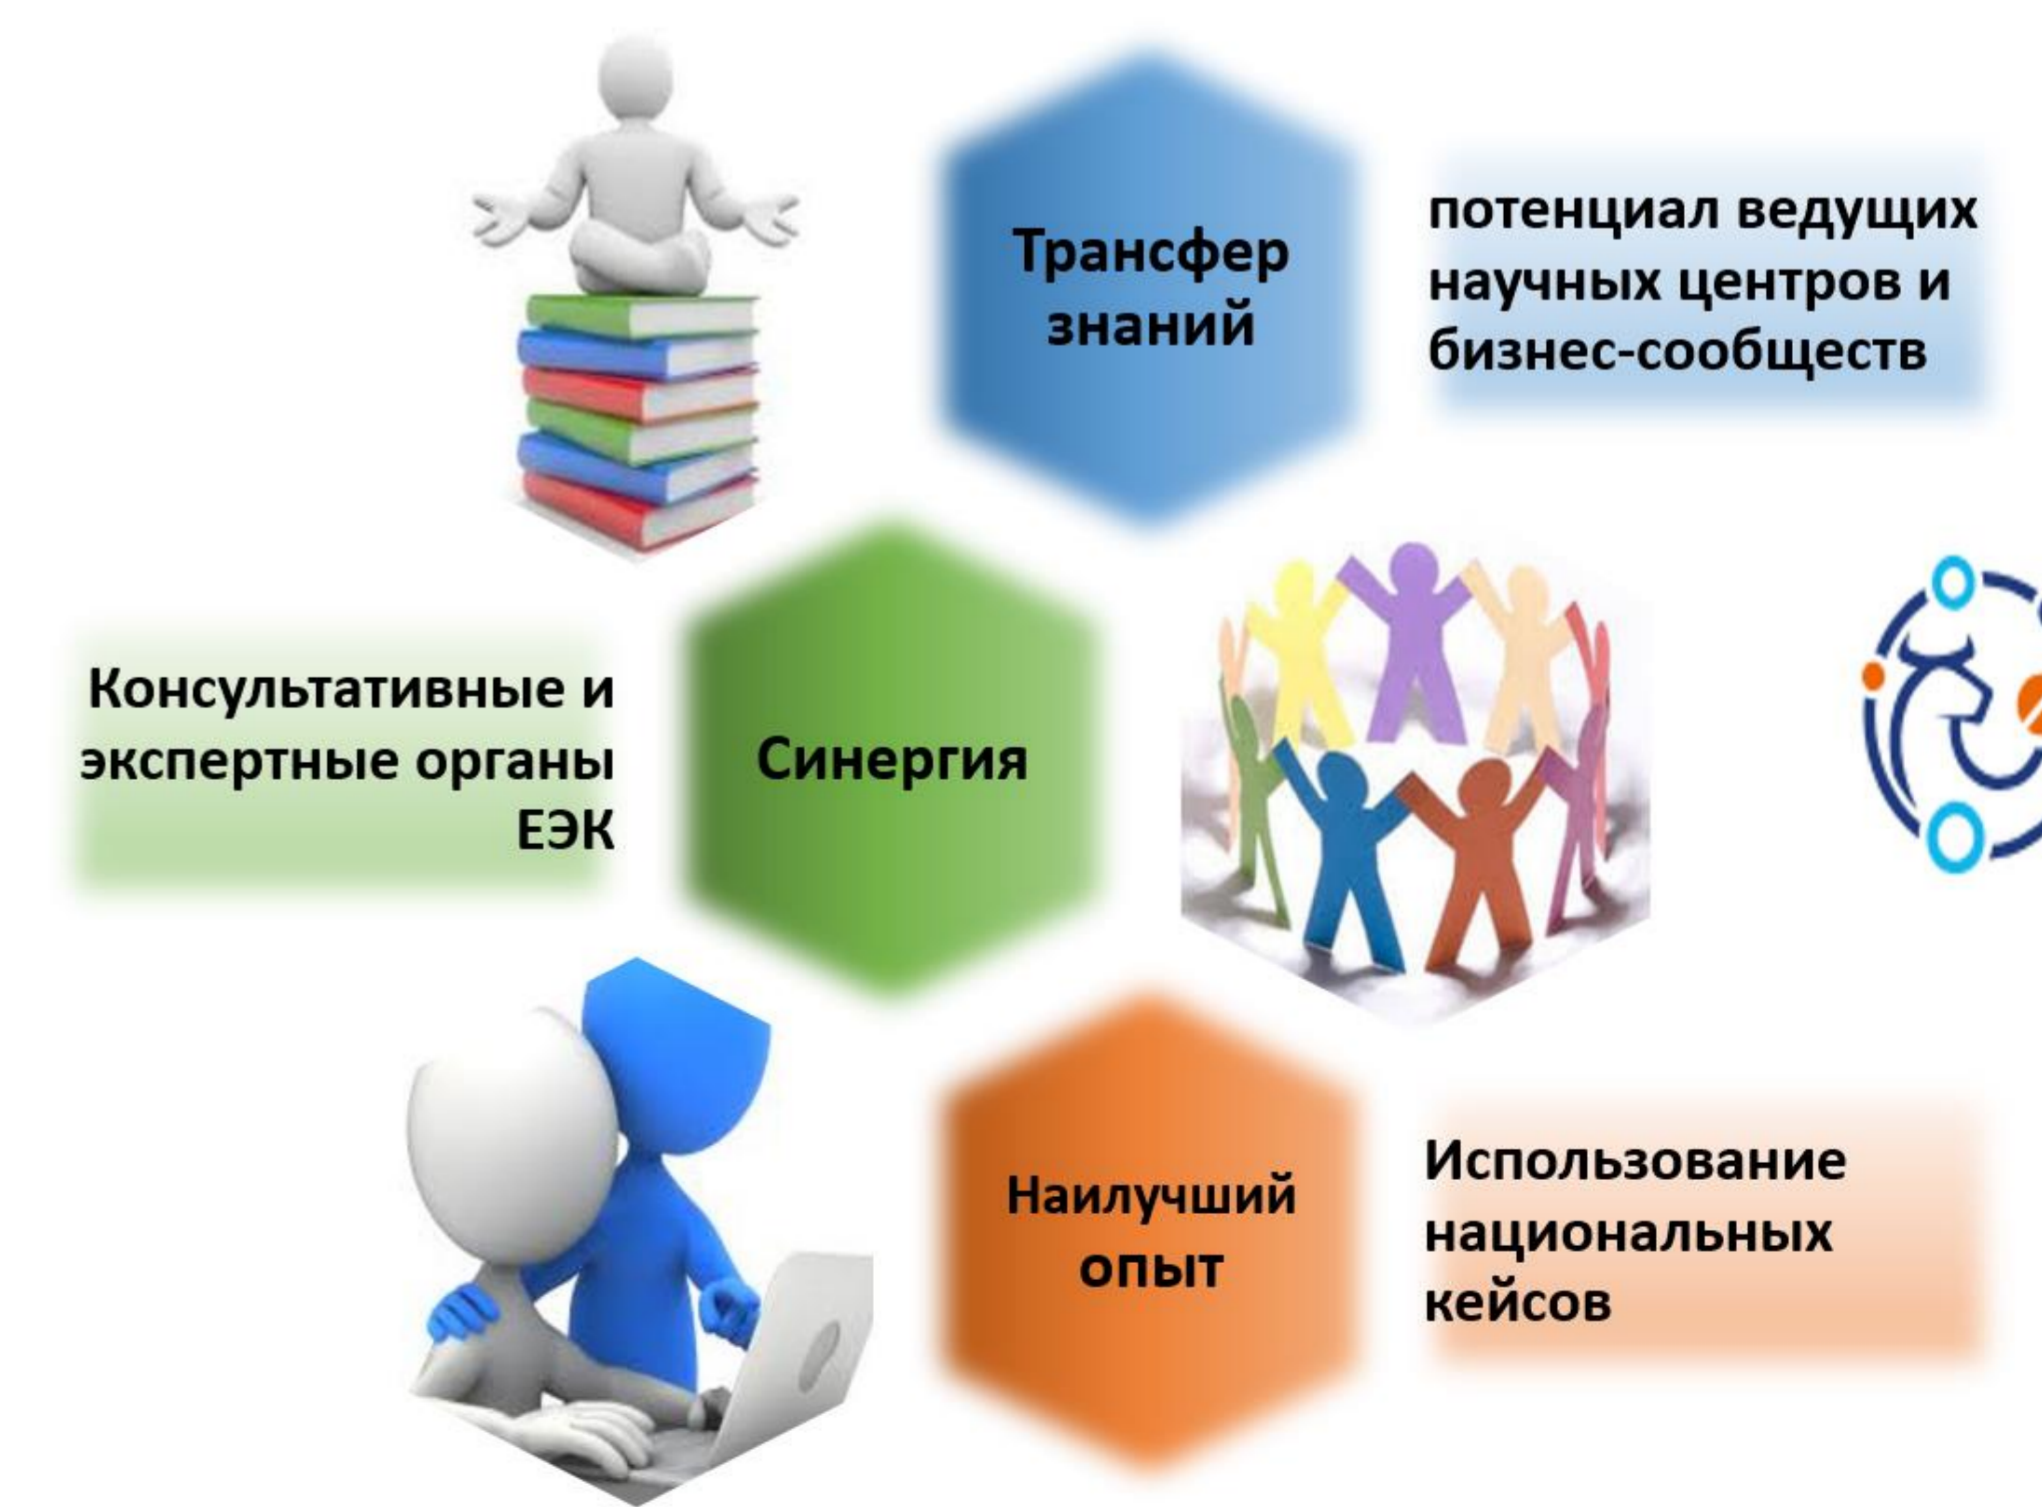 Трансфер
знаний
потенциал ведущих
научных центров и
бизнес-сообществ
Консультативные и
экспертные органы
ЕЭК
Синергия
Наилучший
опыт
Использование
национальных
кейсов